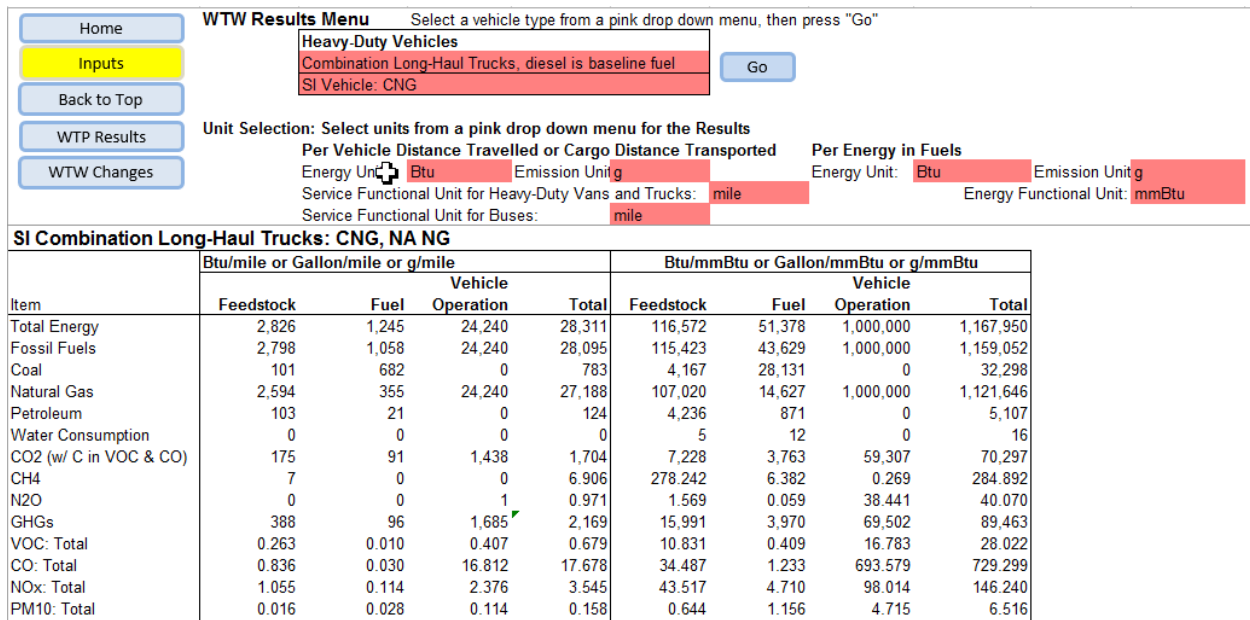 Home
Inputs
Back to Top
WTP Results
WTW Changes
WTW Results Menu Select a vehicle type from a pink drop down menu, then press "Go"
Heavy-Duty Vehicles
Combination Long-Haul Trucks, diesel is baseline fuel
SI Vehicle: CNG
Go
Unit Selection: Select units from a pink drop down menu for the Results
Per Vehicle Distance Travelled or Cargo Distance Transported Per Energy in Fuels
Energy Uni Btu Emission Unit g Energy Unit: Btu Emission Unit g
Service Functional Unit for Heavy-Duty Vans and Trucks: mile Energy Functional Unit: mmBtu
Service Functional Unit for Buses: mile
SI Combination Long-Haul Trucks: CNG, NA NG
Btu/mile or Gallon/mile or g/mile Btu/mmBtu or Gallon/mmBtu or g/mmBtu
Item Feedstock Fuel Vehicle Operation Total Feedstock Fuel Vehicle Operation Total
Total Energy 2,826 1,245 24,240 28,311 116,572 51,378 1,000,000 1,167,950
Fossil Fuels 2,798 1,058 24,240 28,095 115,423 43,629 1,000,000 1,159,052
Coal 101 682 0 783 4,167 28,131 0 32,298
Natural Gas 2,594 355 24,240 27,188 107,020 14,627 1,000,000 1,121,646
Petroleum 103 21 0 124 4,236 871 0 5,107
Water Consumption 0 0 0 0 5 12 0 16
CO2 (w/ C in VOC & CO) 175 91 1,438 1,704 7,228 3,763 59,307 70,297
CH4 7 0 0 6.906 278.242 6.382 0.269 284.892
N2O 0 0 1 0.971 1.569 0.059 38.441 40.070
GHGs 388 96 1,685 2,169 15,991 3,970 69,502 89,463
VOC: Total 0.263 0.010 0.407 0.679 10.831 0.409 16.783 28.022
CO: Total 0.836 0.030 16.812 17.678 34.487 1.233 693.579 729.299
NOx: Total 1.055 0.114 2.376 3.545 43.517 4.710 98.014 146.240
PM10: Total 0.016 0.028 0.114 0.158 0.644 1.156 4.715 6.516